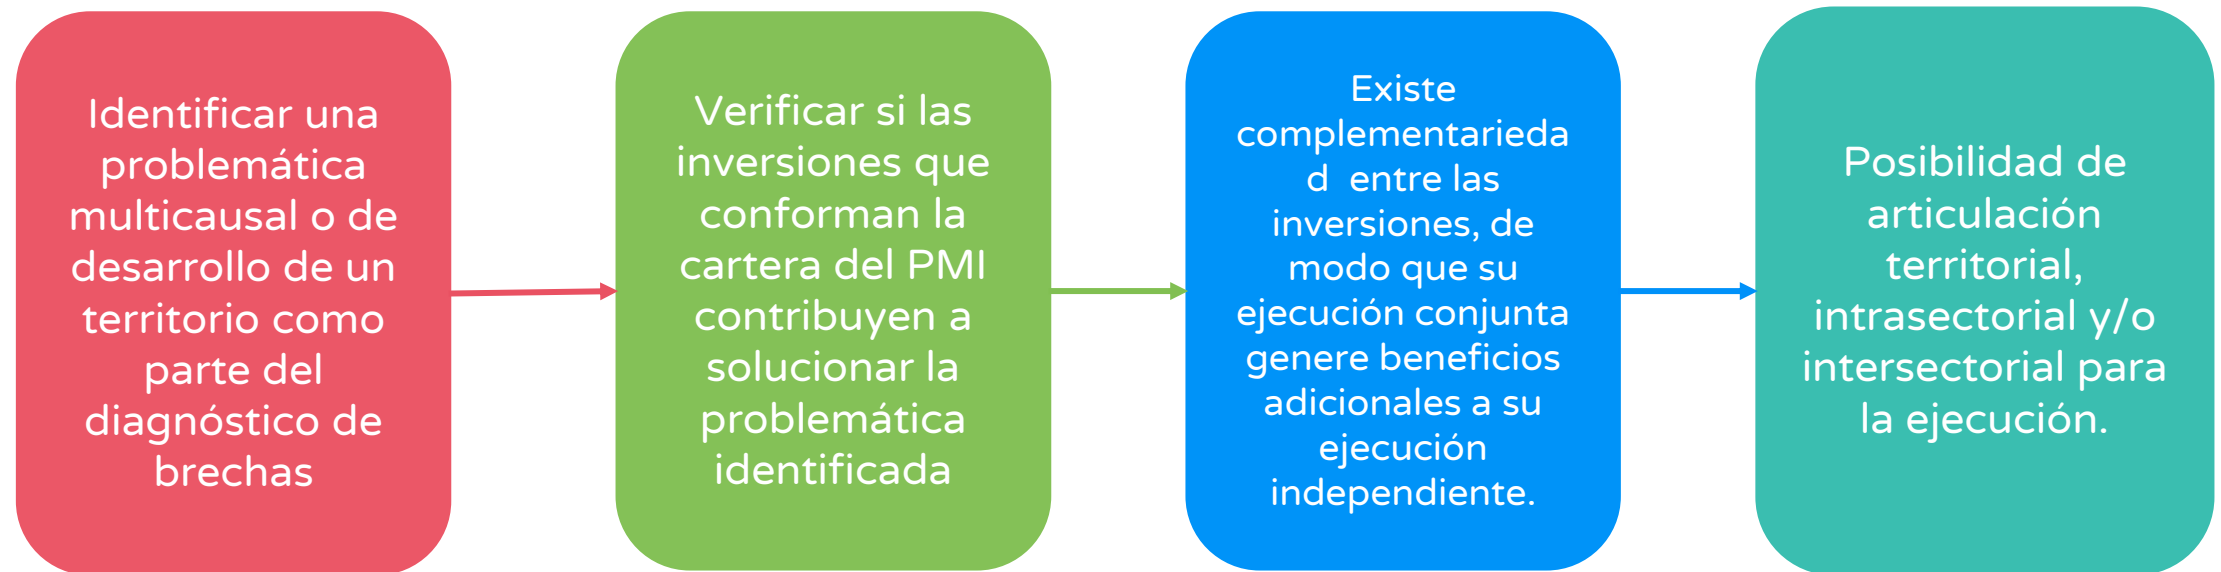 Identificar una
problemática
multicausal o de
desarrollo de un
territorio como
parte del
diagnóstico de
brechas
Verificar si las
inversiones que
conforman la
cartera del PMI
contribuyen a
solucionar la
problemática
identificada
Existe
complementarieda
d  entre las
inversiones, de
modo que su
ejecución conjunta
genere beneficios
adicionales a su
ejecución
independiente.
Posibilidad de
articulación
territorial,
intrasectorial y/o
intersectorial para
la ejecución.